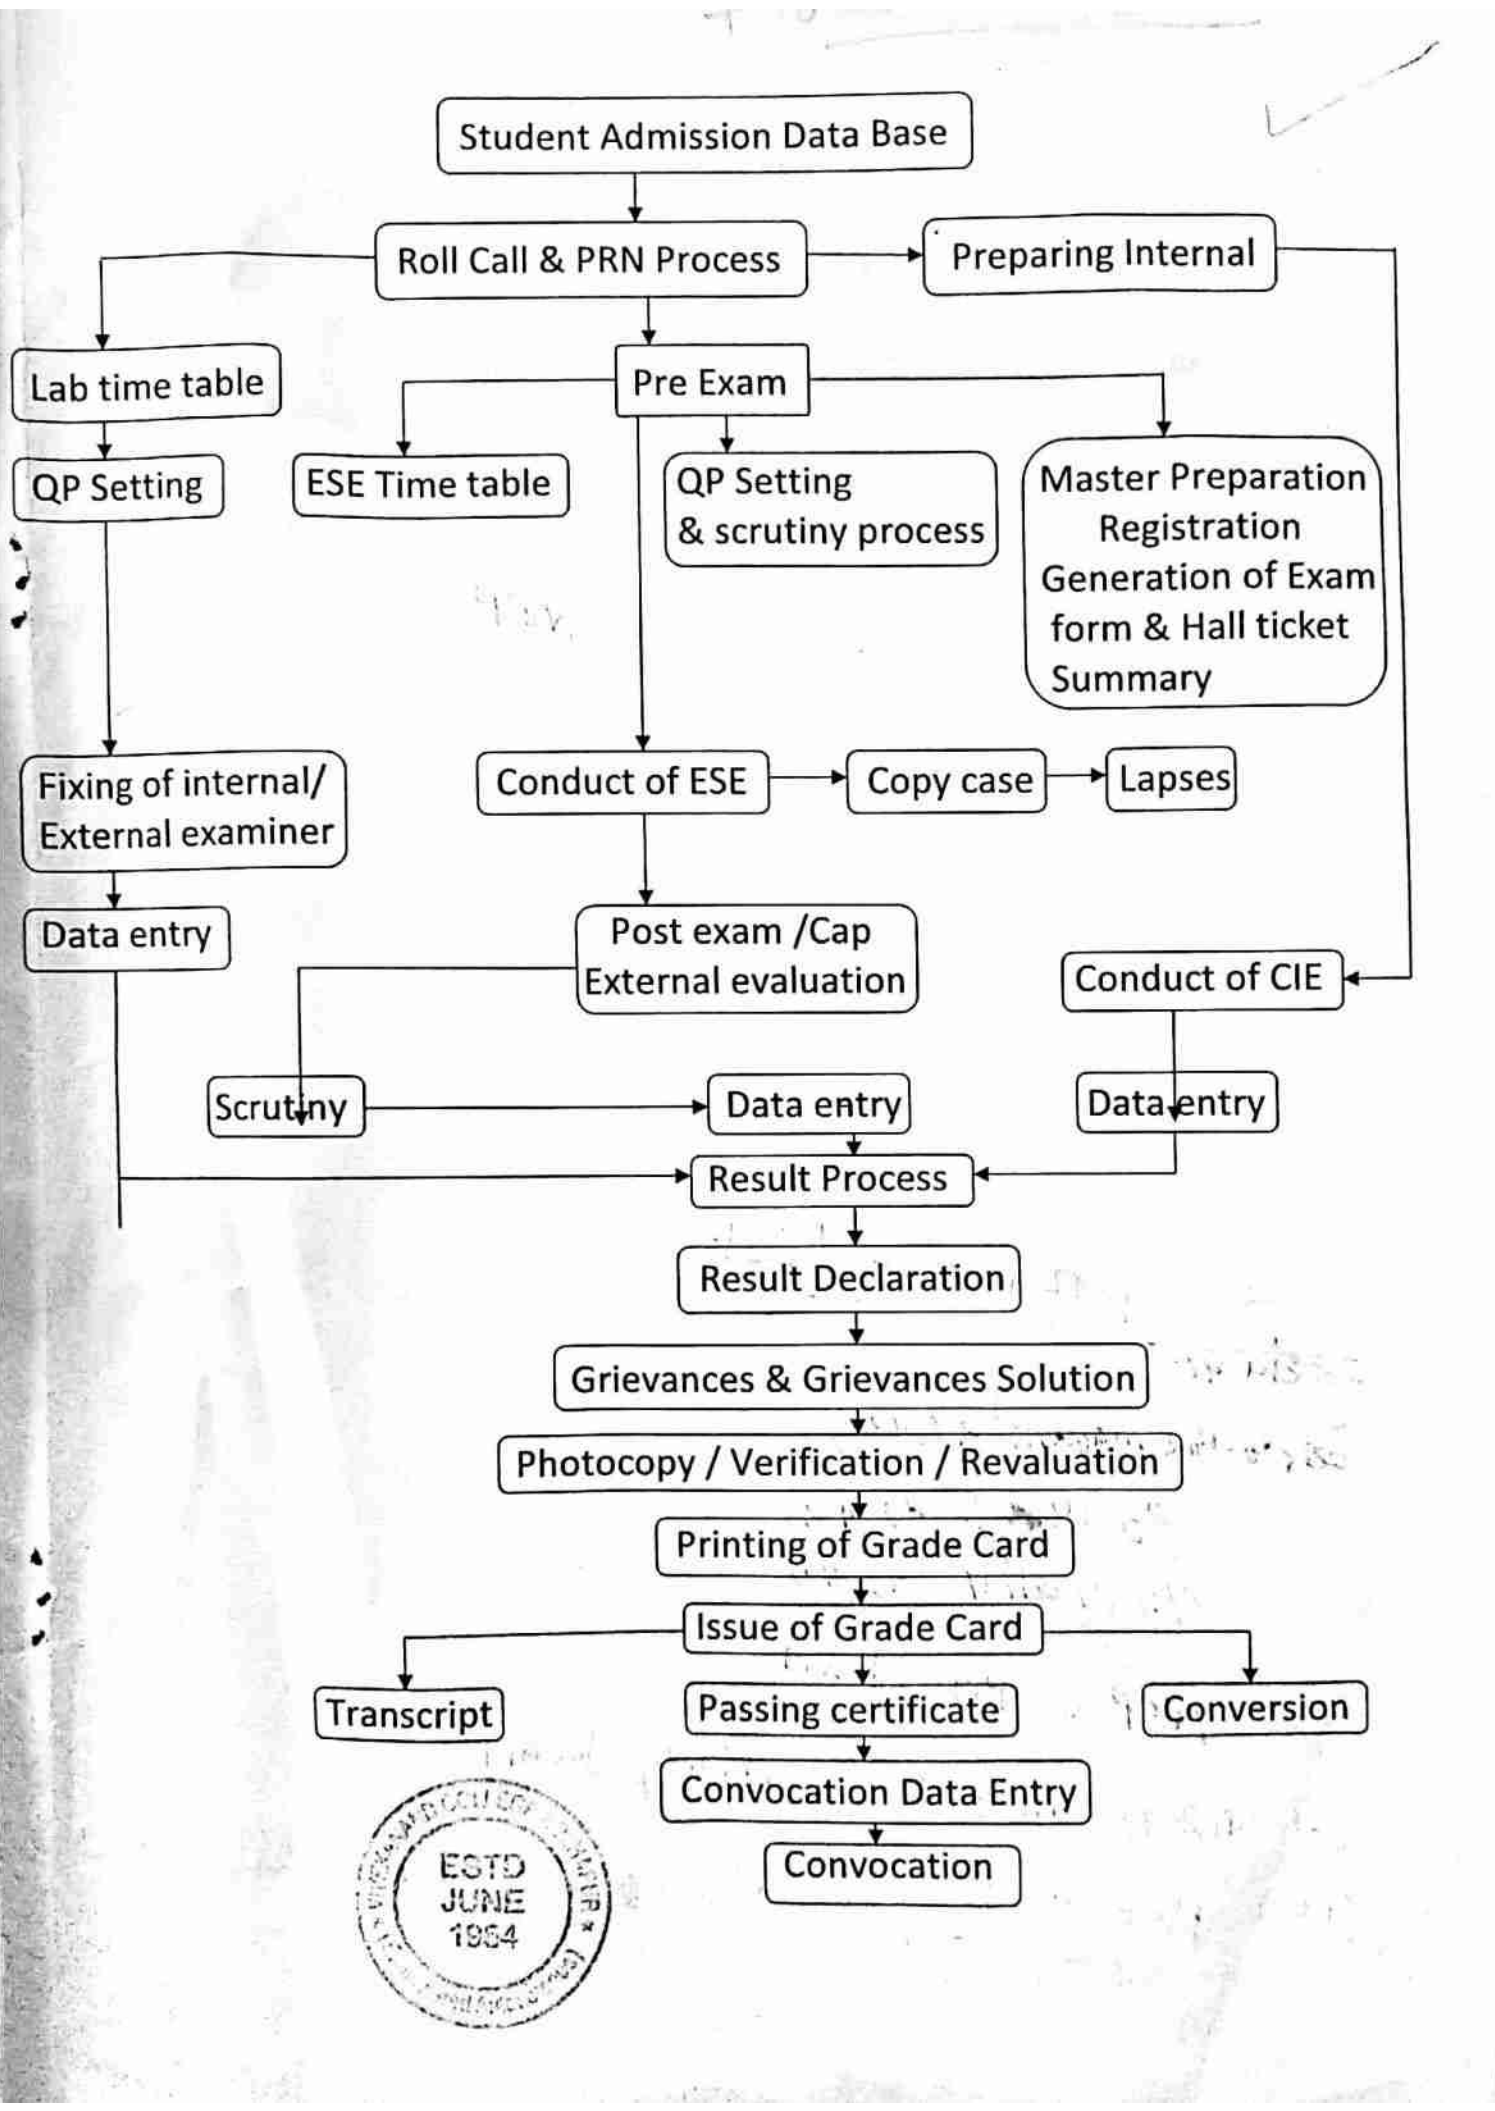 Student Admission Data Base
Roll Call & PRN Process
Preparing Internal
Lab time table
Pre Exam
QP Setting
ESE Time table
QP Setting
& scrutiny process
Master Preparation
Registration
Generation of Exam
form & Hall ticket
Summary
Fixing of internal/
External examiner
Conduct of ESE
Copy case
Lapses
Data entry
Post exam /Cap
External evaluation
Conduct of CIE
Scrutiny
Data entry
Data entry
Result Process
Result Declaration
Grievances & Grievances Solution
Photocopy / Verification / Revaluation
Printing of Grade Card
Issue of Grade Card
Transcript
Passing certificate
Conversion
Convocation Data Entry
Convocation
COLLEGE
ESTD
JUNE
1964